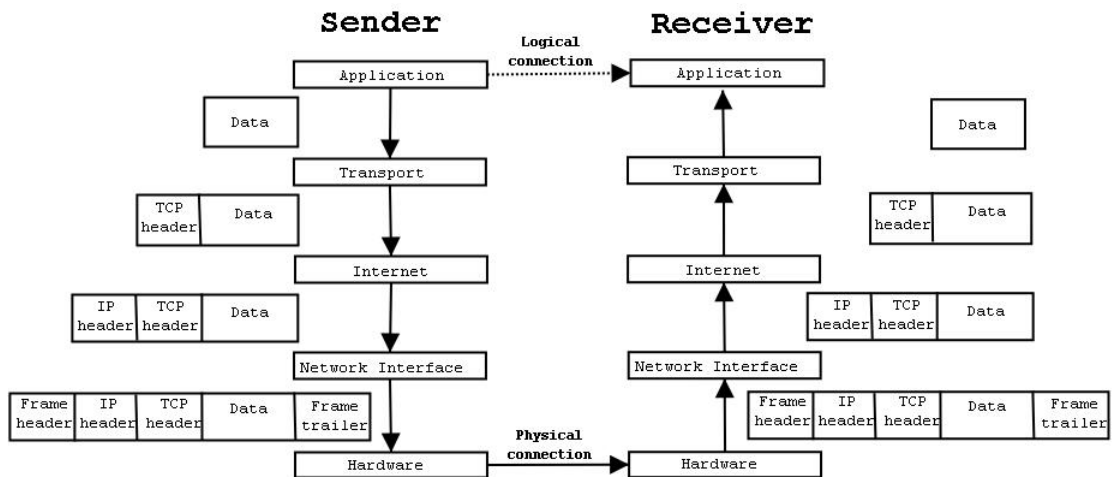 Sender
Receiver
Logical
connection
Application
Application
Data
Data
Transport
Transport
TCP
header
Data
TCP
header
Data
Internet
Internet
IP
header
TCP
header
Data
IP
header
TCP
header
Data
Network Interface
Network Interface
Frame
header
IP
header
TCP
header
Data
Frame
trailer
Frame
header
IP
header
TCP
header
Data
Frame
trailer
Physical
connection
Hardware
Hardware